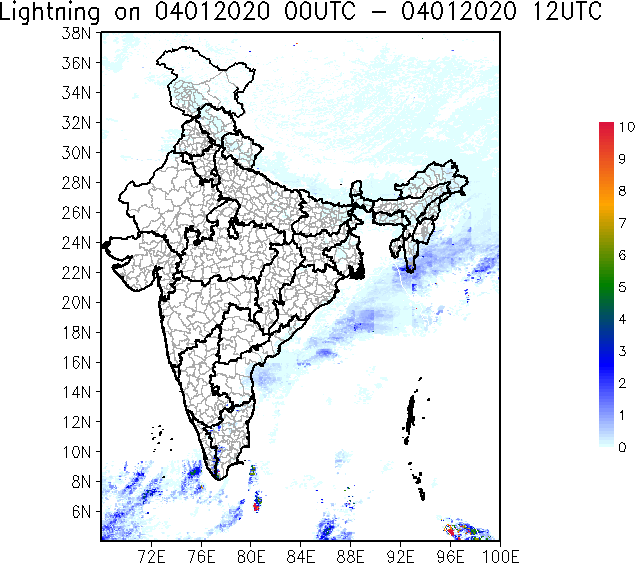 Lightning on 04012020 00UTC – 04012020 12UTC
38N
36N
34N
32N
30N
28N
26N
24N
22N
20N
18N
16N
14N
12N
10N
8N
6N
72E 76E 80E 84E 88E 92E 96E 100E
10
9
8
7
6
5
4
3
2
1
0